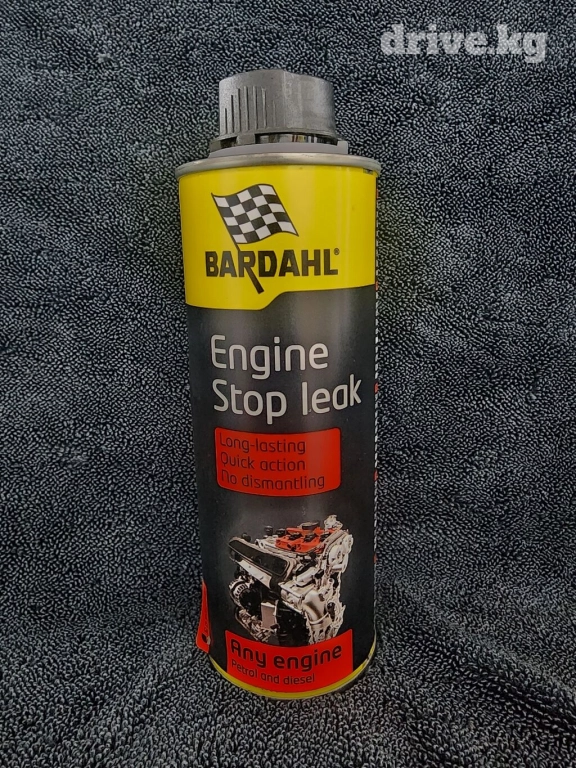 drive.kg
BARDAHL®
Engine
Stop leak
Long-lasting
Quick action
No dismantling
Any engine
Petrol and diesel